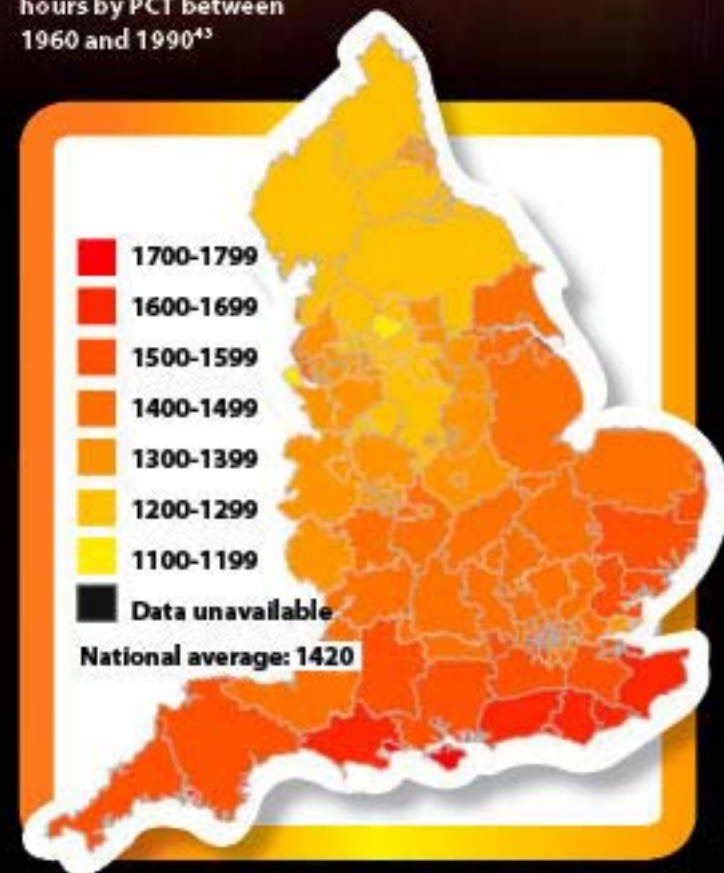 hours by PCT between
1960 and 1990⁴³
1700-1799
1600-1699
1500-1599
1400-1499
1300-1399
1200-1299
1100-1199
Data unavailable
National average: 1420